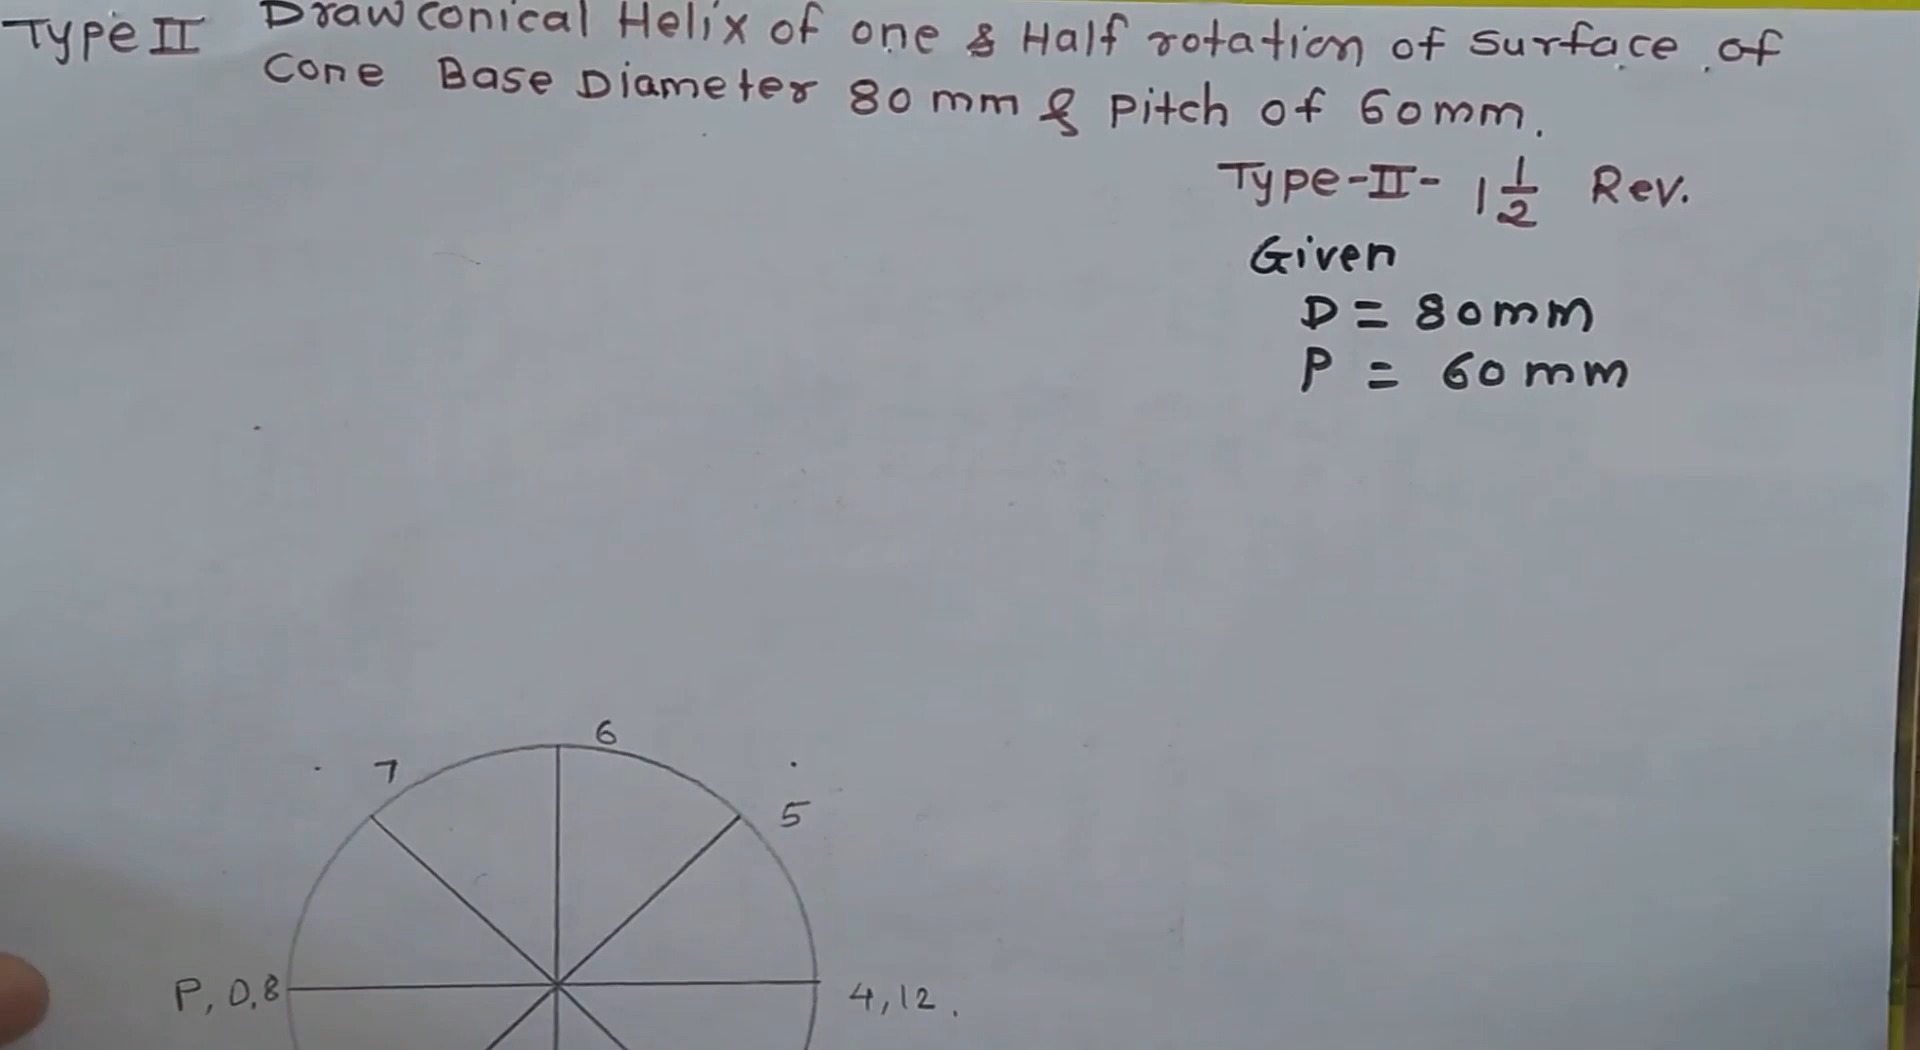 Type II Draw conical Helix of one & Half rotation of surface of
Cone Base Diameter 80 mm & pitch of 60mm.
Type-II- 1 1/2 Rev.
Given
D = 80mm
P = 60 mm
6
7
5
P, 0,8
4,12.